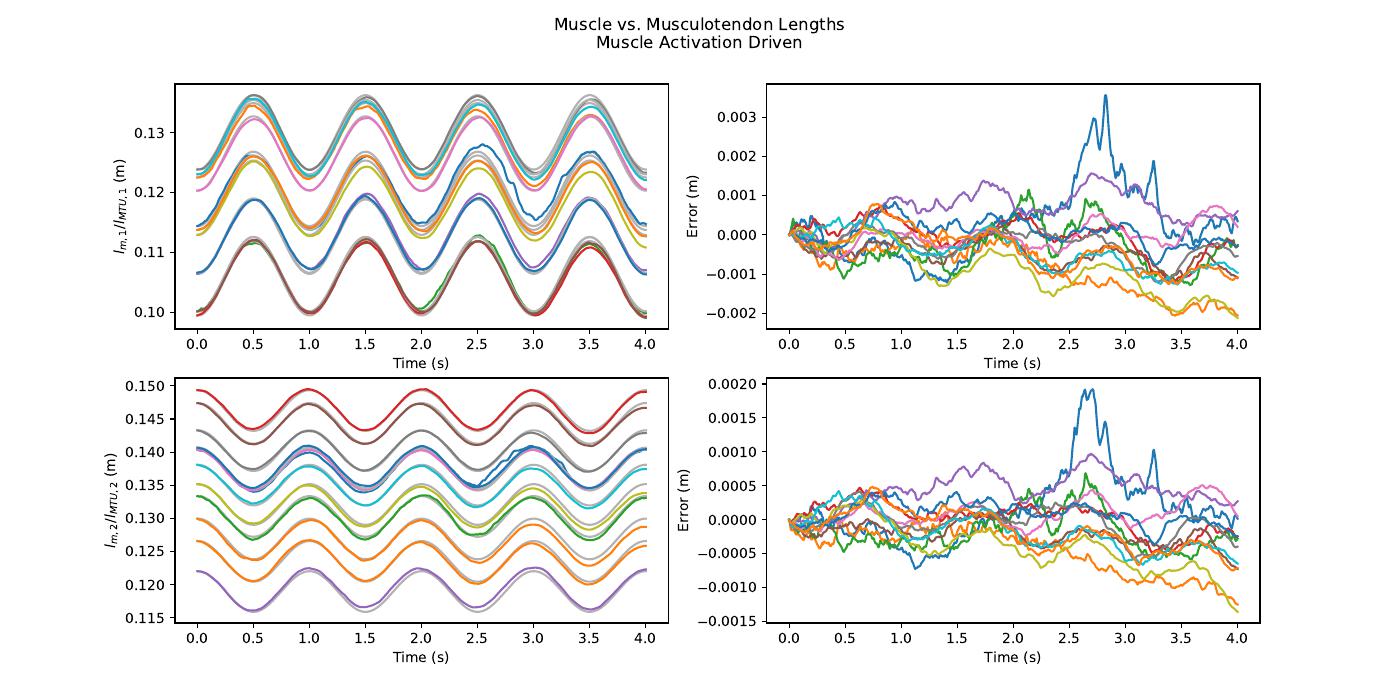 Muscle vs. Musculotendon Lengths
Muscle Activation Driven
l_{m,1}/l_{MTU,1} (m)
0.13
0.12
0.11
0.10
0.0 0.5 1.0 1.5 2.0 2.5 3.0 3.5 4.0
Time (s)
Error (m)
0.003
0.002
0.001
0.000
−0.001
−0.002
0.0 0.5 1.0 1.5 2.0 2.5 3.0 3.5 4.0
Time (s)
l_{m,2}/l_{MTU,2} (m)
0.150
0.145
0.140
0.135
0.130
0.125
0.120
0.115
0.0 0.5 1.0 1.5 2.0 2.5 3.0 3.5 4.0
Time (s)
Error (m)
0.0020
0.0015
0.0010
0.0005
0.0000
−0.0005
−0.0010
−0.0015
0.0 0.5 1.0 1.5 2.0 2.5 3.0 3.5 4.0
Time (s)